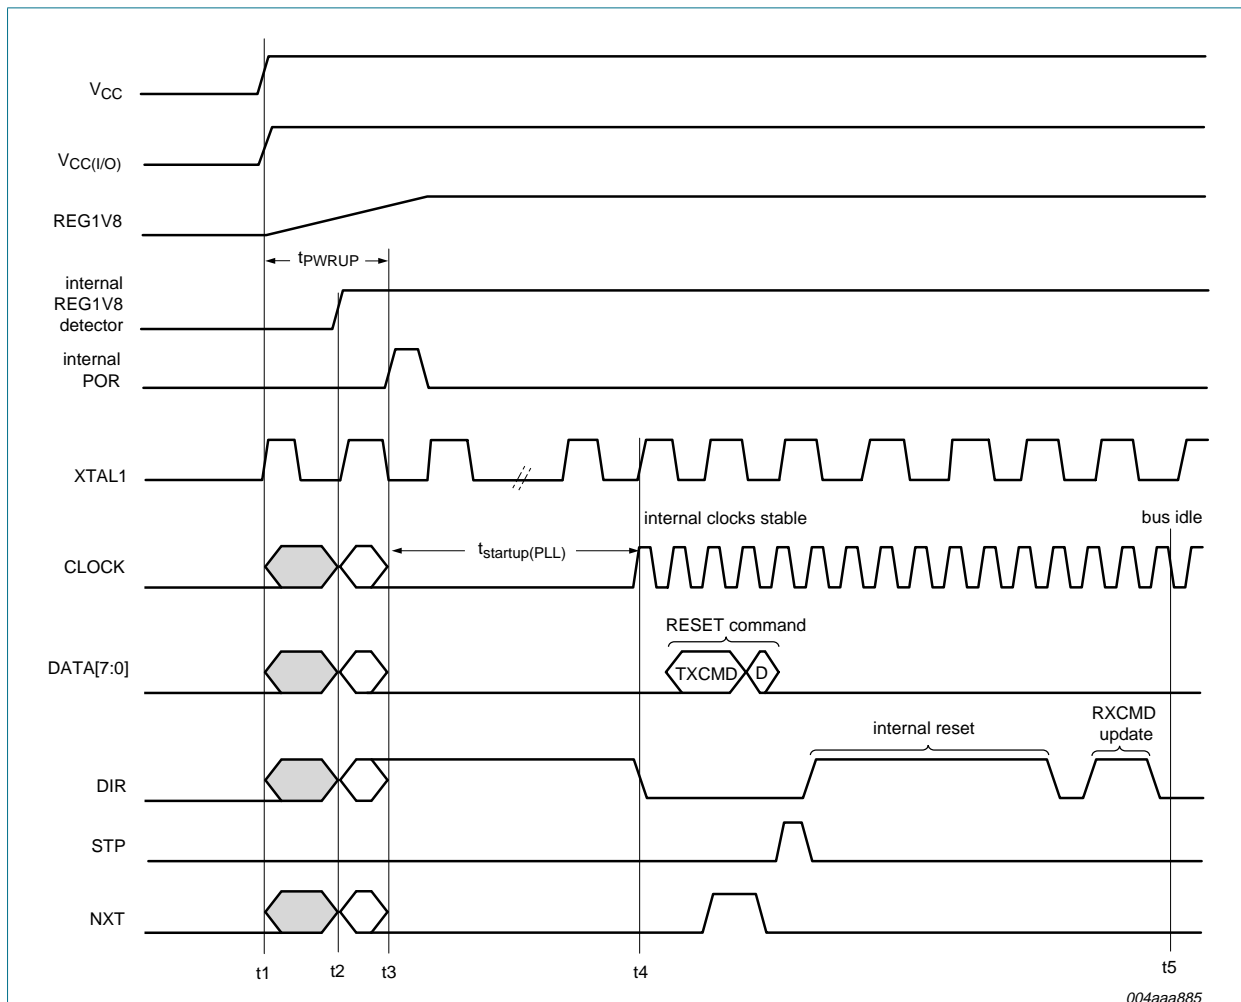 VCC
VCC(I/O)
REG1V8
tPWRUP
internal
REG1V8
detector
internal
POR
XTAL1
internal clocks stable
bus idle
tstartup(PLL)
CLOCK
RESET command
DATA[7:0]
TXCMD
D
RXCMD
update
internal reset
DIR
STP
NXT
t1
t2
t3
t4
t5
004aaa885